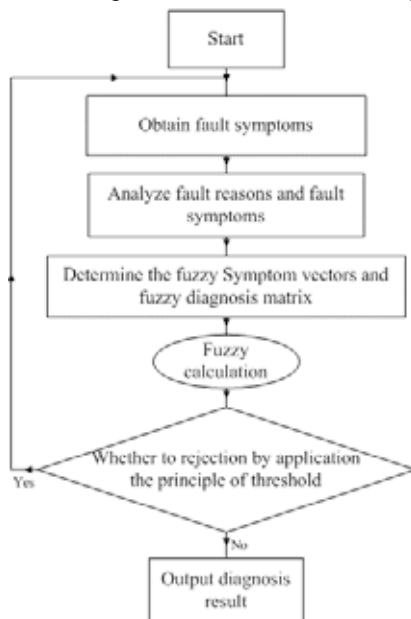 Start
Obtain fault symptoms
Analyze fault reasons and fault
symptoms
Determine the fuzzy Symptom vectors and
fuzzy diagnosis matrix
Fuzzy
calculation
Whether to rejection by application
the principle of threshold
Yes
No
Output diagnosis
result